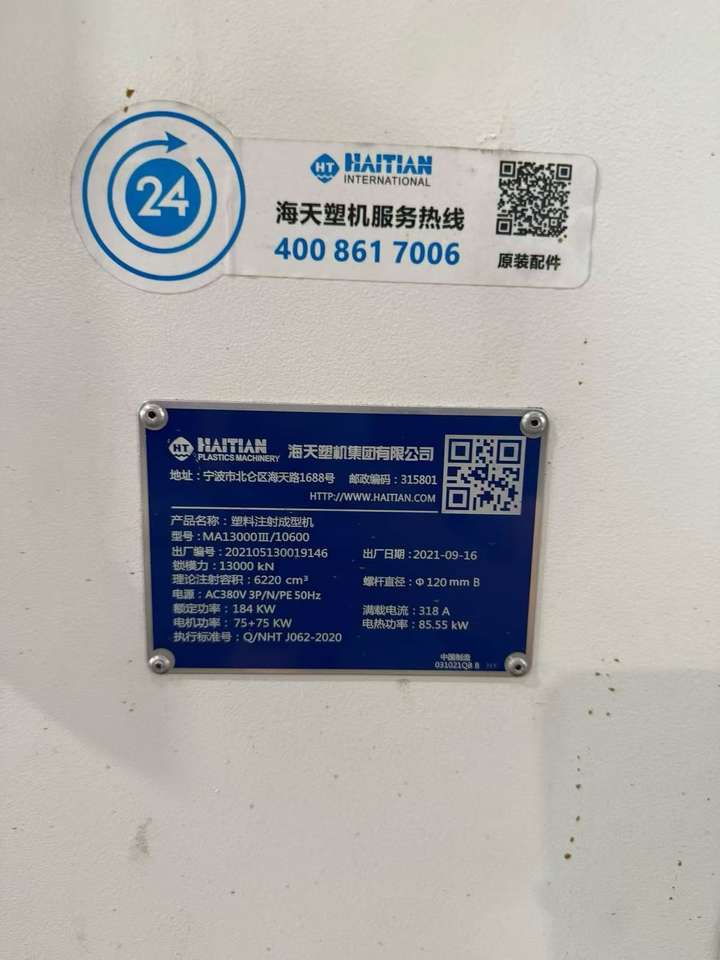 24
HT HAITIAN
INTERNATIONAL
海天塑机服务热线
400 861 7006
原装配件
HT HAITIAN
PLASTICS MACHINERY
海天塑机集团有限公司
地址：宁波市北仑区海天路1688号 邮政编码：315801
HTTP://WWW.HAITIAN.COM
产品名称：塑料注射成型机
型号：MA13000Ⅲ/10600
出厂编号：202105130019146 出厂日期：2021-09-16
锁模力：13000 kN
理论注射容积：6220 cm³ 螺杆直径：Φ120 mm B
电源：AC380V 3P/N/PE 50Hz
额定功率：184 KW 满载电流：318 A
电机功率：75+75 KW 电热功率：85.55 kW
执行标准号：Q/NHT J062-2020
中国制造
031021QB B